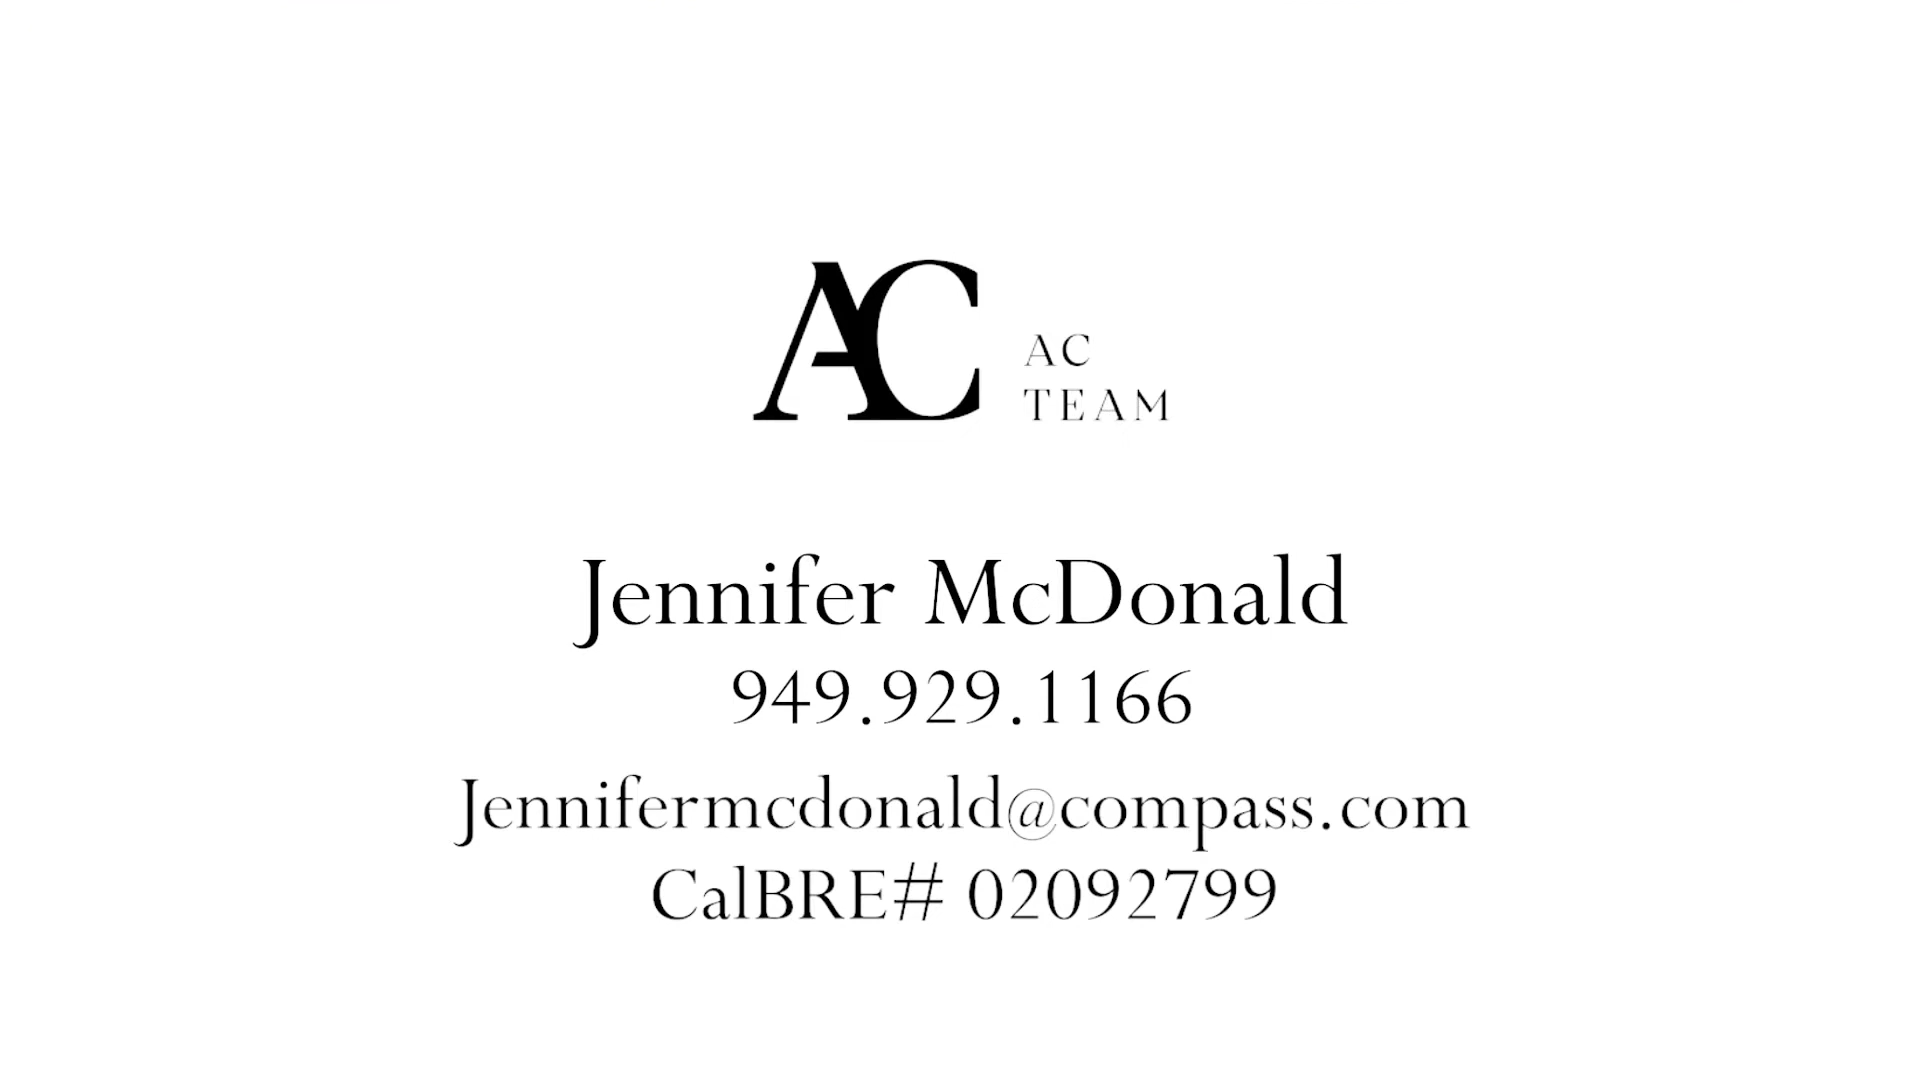 AC
AC
TEAM
Jennifer McDonald
949.929.1166
Jennifermcdonald@compass.com
CalBRE# 02092799